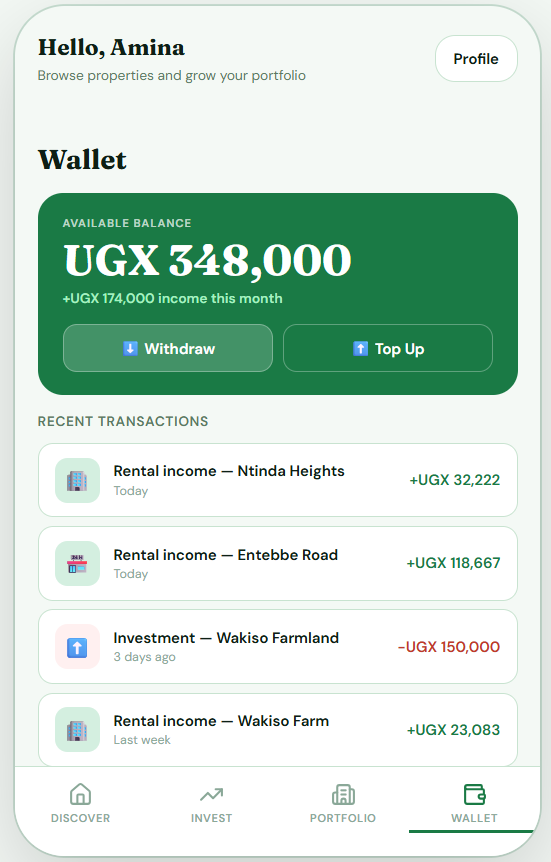 Hello, Amina
Browse properties and grow your portfolio
Profile
Wallet
AVAILABLE BALANCE
UGX 348,000
+UGX 174,000 income this month
Withdraw
Top Up
RECENT TRANSACTIONS
Rental income — Ntinda Heights
Today
+UGX 32,222
Rental income — Entebbe Road
Today
+UGX 118,667
Investment — Wakiso Farmland
3 days ago
−UGX 150,000
Rental income — Wakiso Farm
Last week
+UGX 23,083
DISCOVER
INVEST
PORTFOLIO
WALLET